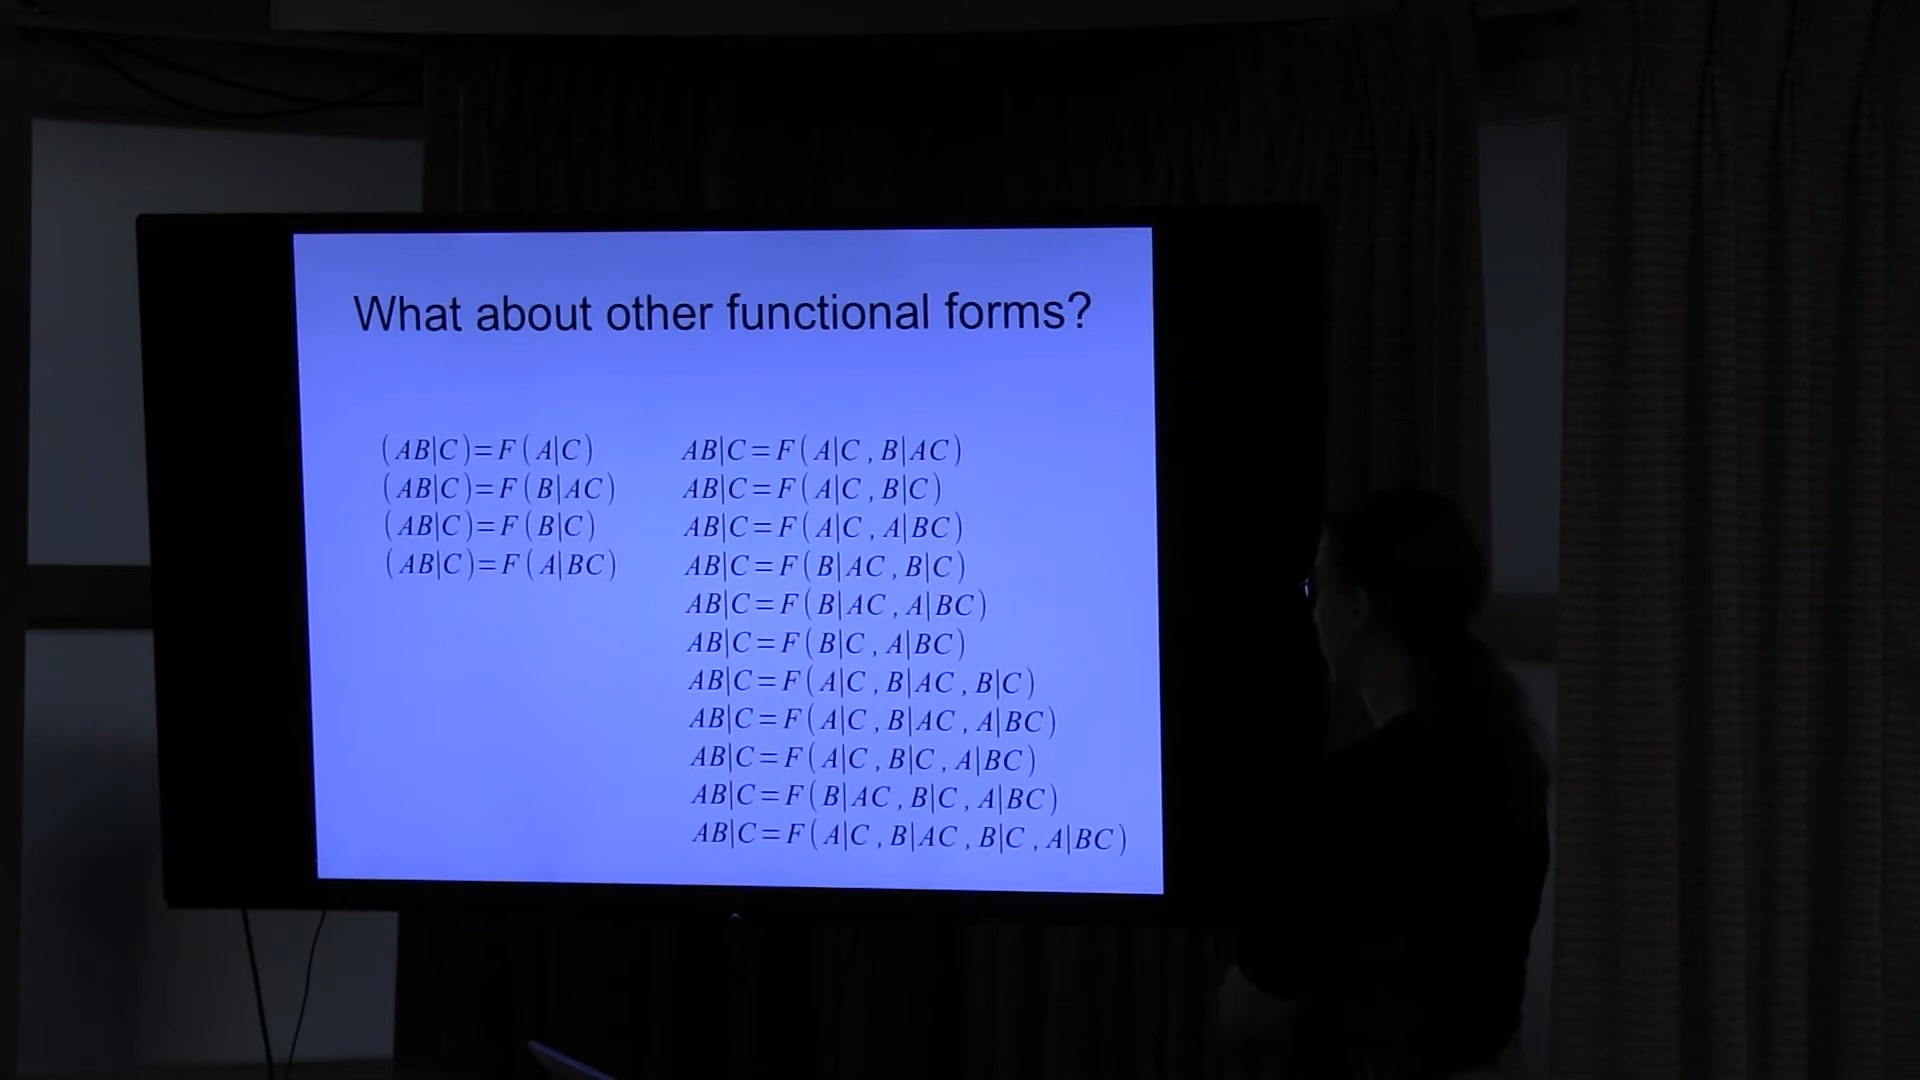 What about other functional forms?
(AB|C)=F(A|C)
(AB|C)=F(B|AC)
(AB|C)=F(B|C)
(AB|C)=F(A|BC)
AB|C=F(A|C,B|AC)
AB|C=F(A|C,B|C)
AB|C=F(A|C,A|BC)
AB|C=F(B|AC,B|C)
AB|C=F(B|AC,A|BC)
AB|C=F(B|C,A|BC)
AB|C=F(A|C,B|AC,B|C)
AB|C=F(A|C,B|AC,A|BC)
AB|C=F(A|C,B|C,A|BC)
AB|C=F(B|AC,B|C,A|BC)
AB|C=F(A|C,B|AC,B|C,A|BC)